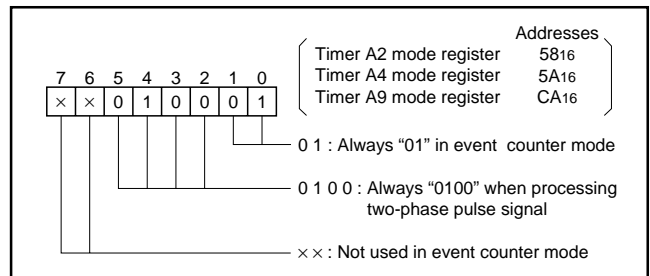 Addresses
Timer A2 mode register 5816
Timer A4 mode register 5A16
Timer A9 mode register CA16
7 6 5 4 3 2 1 0
× × 0 1 0 0 0 1
0 1 : Always “01” in event counter mode
0 1 0 0 : Always “0100” when processing
two-phase pulse signal
× × : Not used in event counter mode